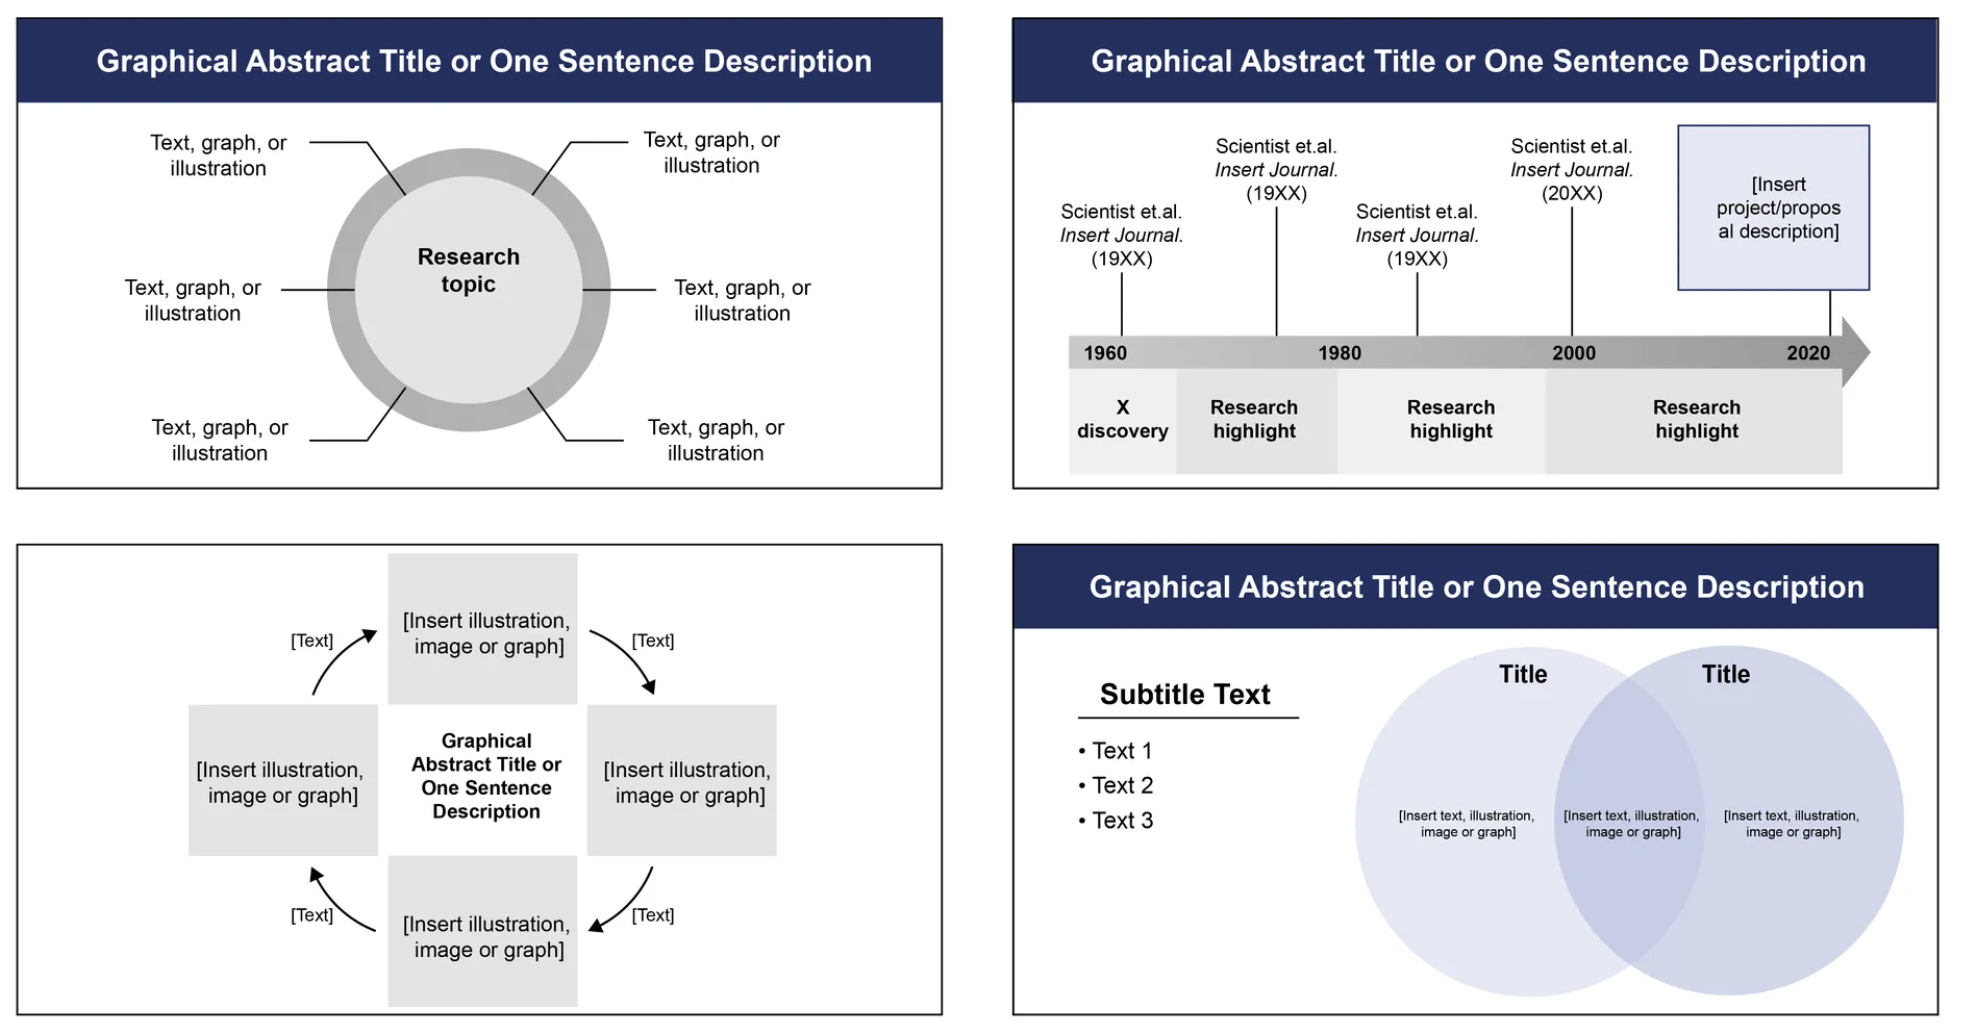 Graphical Abstract Title or One Sentence Description
Text, graph, or
illustration
Text, graph, or
illustration
Research
topic
Text, graph, or
illustration
Text, graph, or
illustration
Text, graph, or
illustration
Text, graph, or
illustration
Graphical Abstract Title or One Sentence Description
Scientist et.al.
Insert Journal.
(19XX)
Scientist et.al.
Insert Journal.
(19XX)
Scientist et.al.
Insert Journal.
(19XX)
Scientist et.al.
Insert Journal.
(20XX)
[Insert
project/propos
al description]
1960 1980 2000 2020
X
discovery
Research
highlight
Research
highlight
Research
highlight
[Insert illustration,
image or graph]
[Text]
[Text]
[Insert illustration,
image or graph]
Graphical
Abstract Title or
One Sentence
Description
[Insert illustration,
image or graph]
[Text]
[Text]
[Insert illustration,
image or graph]
Graphical Abstract Title or One Sentence Description
Subtitle Text
• Text 1
• Text 2
• Text 3
Title
Title
[Insert text, illustration,
image or graph]
[Insert text, illustration,
image or graph]
[Insert text, illustration,
image or graph]